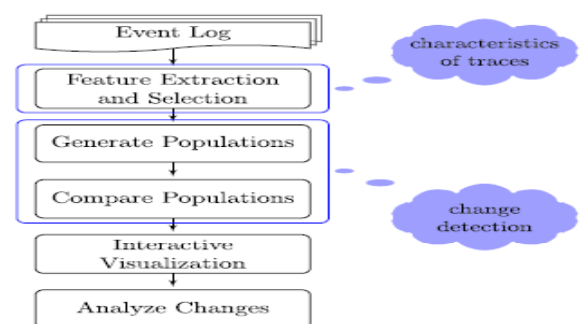 Event Log
Feature Extraction
and Selection
Generate Populations
Compare Populations
Interactive
Visualization
Analyze Changes
characteristics
of traces
change
detection